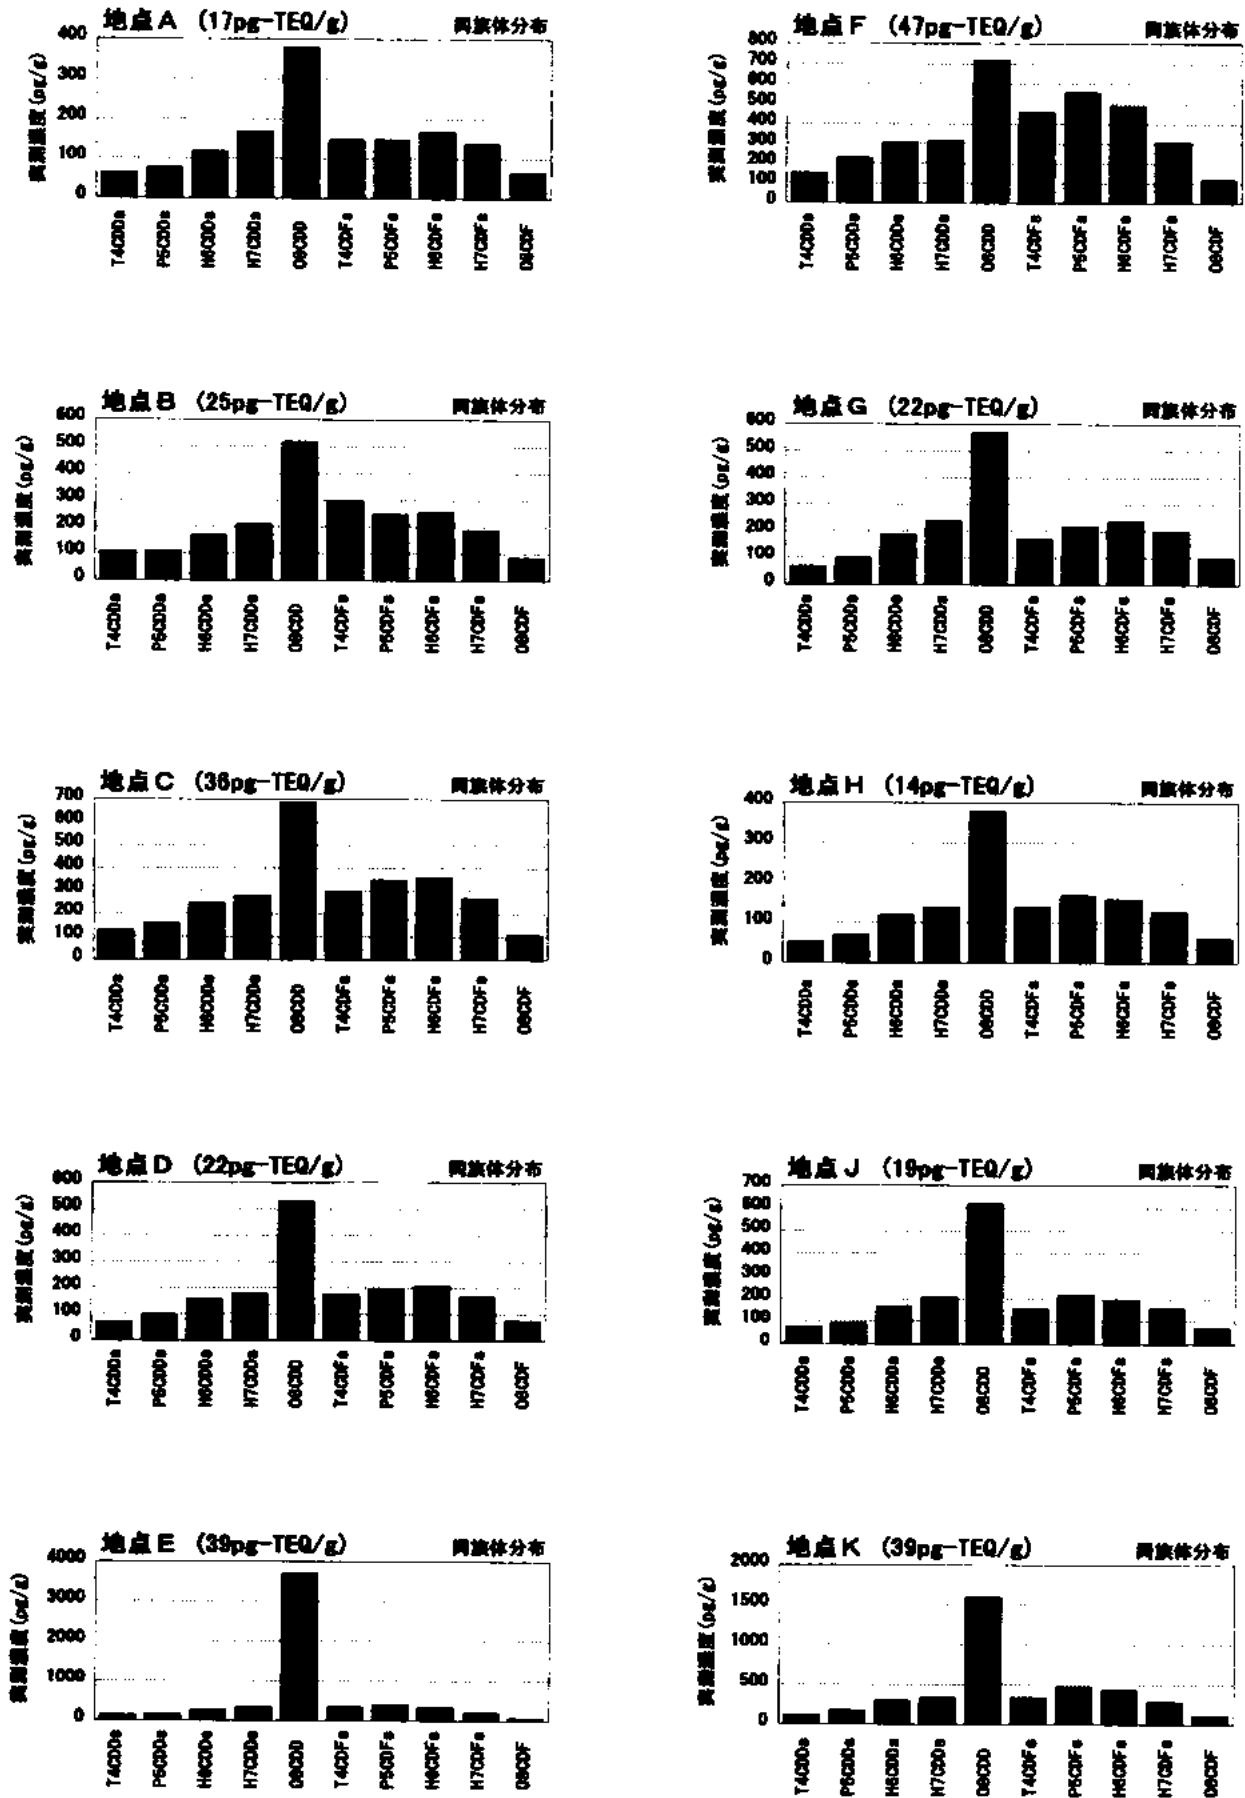 地点A (17pg-TEQ/g) 同族体分布
実測濃度(pg/g)
400
300
200
100
0
T4CDDs P5CDDs H6CDDs H7CDDs O8CDD T4CDFs P5CDFs H6CDFs H7CDFs O8CDF
地点F (47pg-TEQ/g) 同族体分布
実測濃度(pg/g)
800
700
600
500
400
300
200
100
0
T4CDDs P5CDDs H6CDDs H7CDDs O8CDD T4CDFs P5CDFs H6CDFs H7CDFs O8CDF
地点B (25pg-TEQ/g) 同族体分布
実測濃度(pg/g)
600
500
400
300
200
100
0
T4CDDs P5CDDs H6CDDs H7CDDs O8CDD T4CDFs P5CDFs H6CDFs H7CDFs O8CDF
地点G (22pg-TEQ/g) 同族体分布
実測濃度(pg/g)
600
500
400
300
200
100
0
T4CDDs P5CDDs H6CDDs H7CDDs O8CDD T4CDFs P5CDFs H6CDFs H7CDFs O8CDF
地点C (36pg-TEQ/g) 同族体分布
実測濃度(pg/g)
700
600
500
400
300
200
100
0
T4CDDs P5CDDs H6CDDs H7CDDs O8CDD T4CDFs P5CDFs H6CDFs H7CDFs O8CDF
地点H (14pg-TEQ/g) 同族体分布
実測濃度(pg/g)
400
300
200
100
0
T4CDDs P5CDDs H6CDDs H7CDDs O8CDD T4CDFs P5CDFs H6CDFs H7CDFs O8CDF
地点D (22pg-TEQ/g) 同族体分布
実測濃度(pg/g)
600
500
400
300
200
100
0
T4CDDs P5CDDs H6CDDs H7CDDs O8CDD T4CDFs P5CDFs H6CDFs H7CDFs O8CDF
地点J (19pg-TEQ/g) 同族体分布
実測濃度(pg/g)
700
600
500
400
300
200
100
0
T4CDDs P5CDDs H6CDDs H7CDDs O8CDD T4CDFs P5CDFs H6CDFs H7CDFs O8CDF
地点E (39pg-TEQ/g) 同族体分布
実測濃度(pg/g)
4000
3000
2000
1000
0
T4CDDs P5CDDs H6CDDs H7CDDs O8CDD T4CDFs P5CDFs H6CDFs H7CDFs O8CDF
地点K (39pg-TEQ/g) 同族体分布
実測濃度(pg/g)
2000
1500
1000
500
0
T4CDDs P5CDDs H6CDDs H7CDDs O8CDD T4CDFs P5CDFs H6CDFs H7CDFs O8CDF